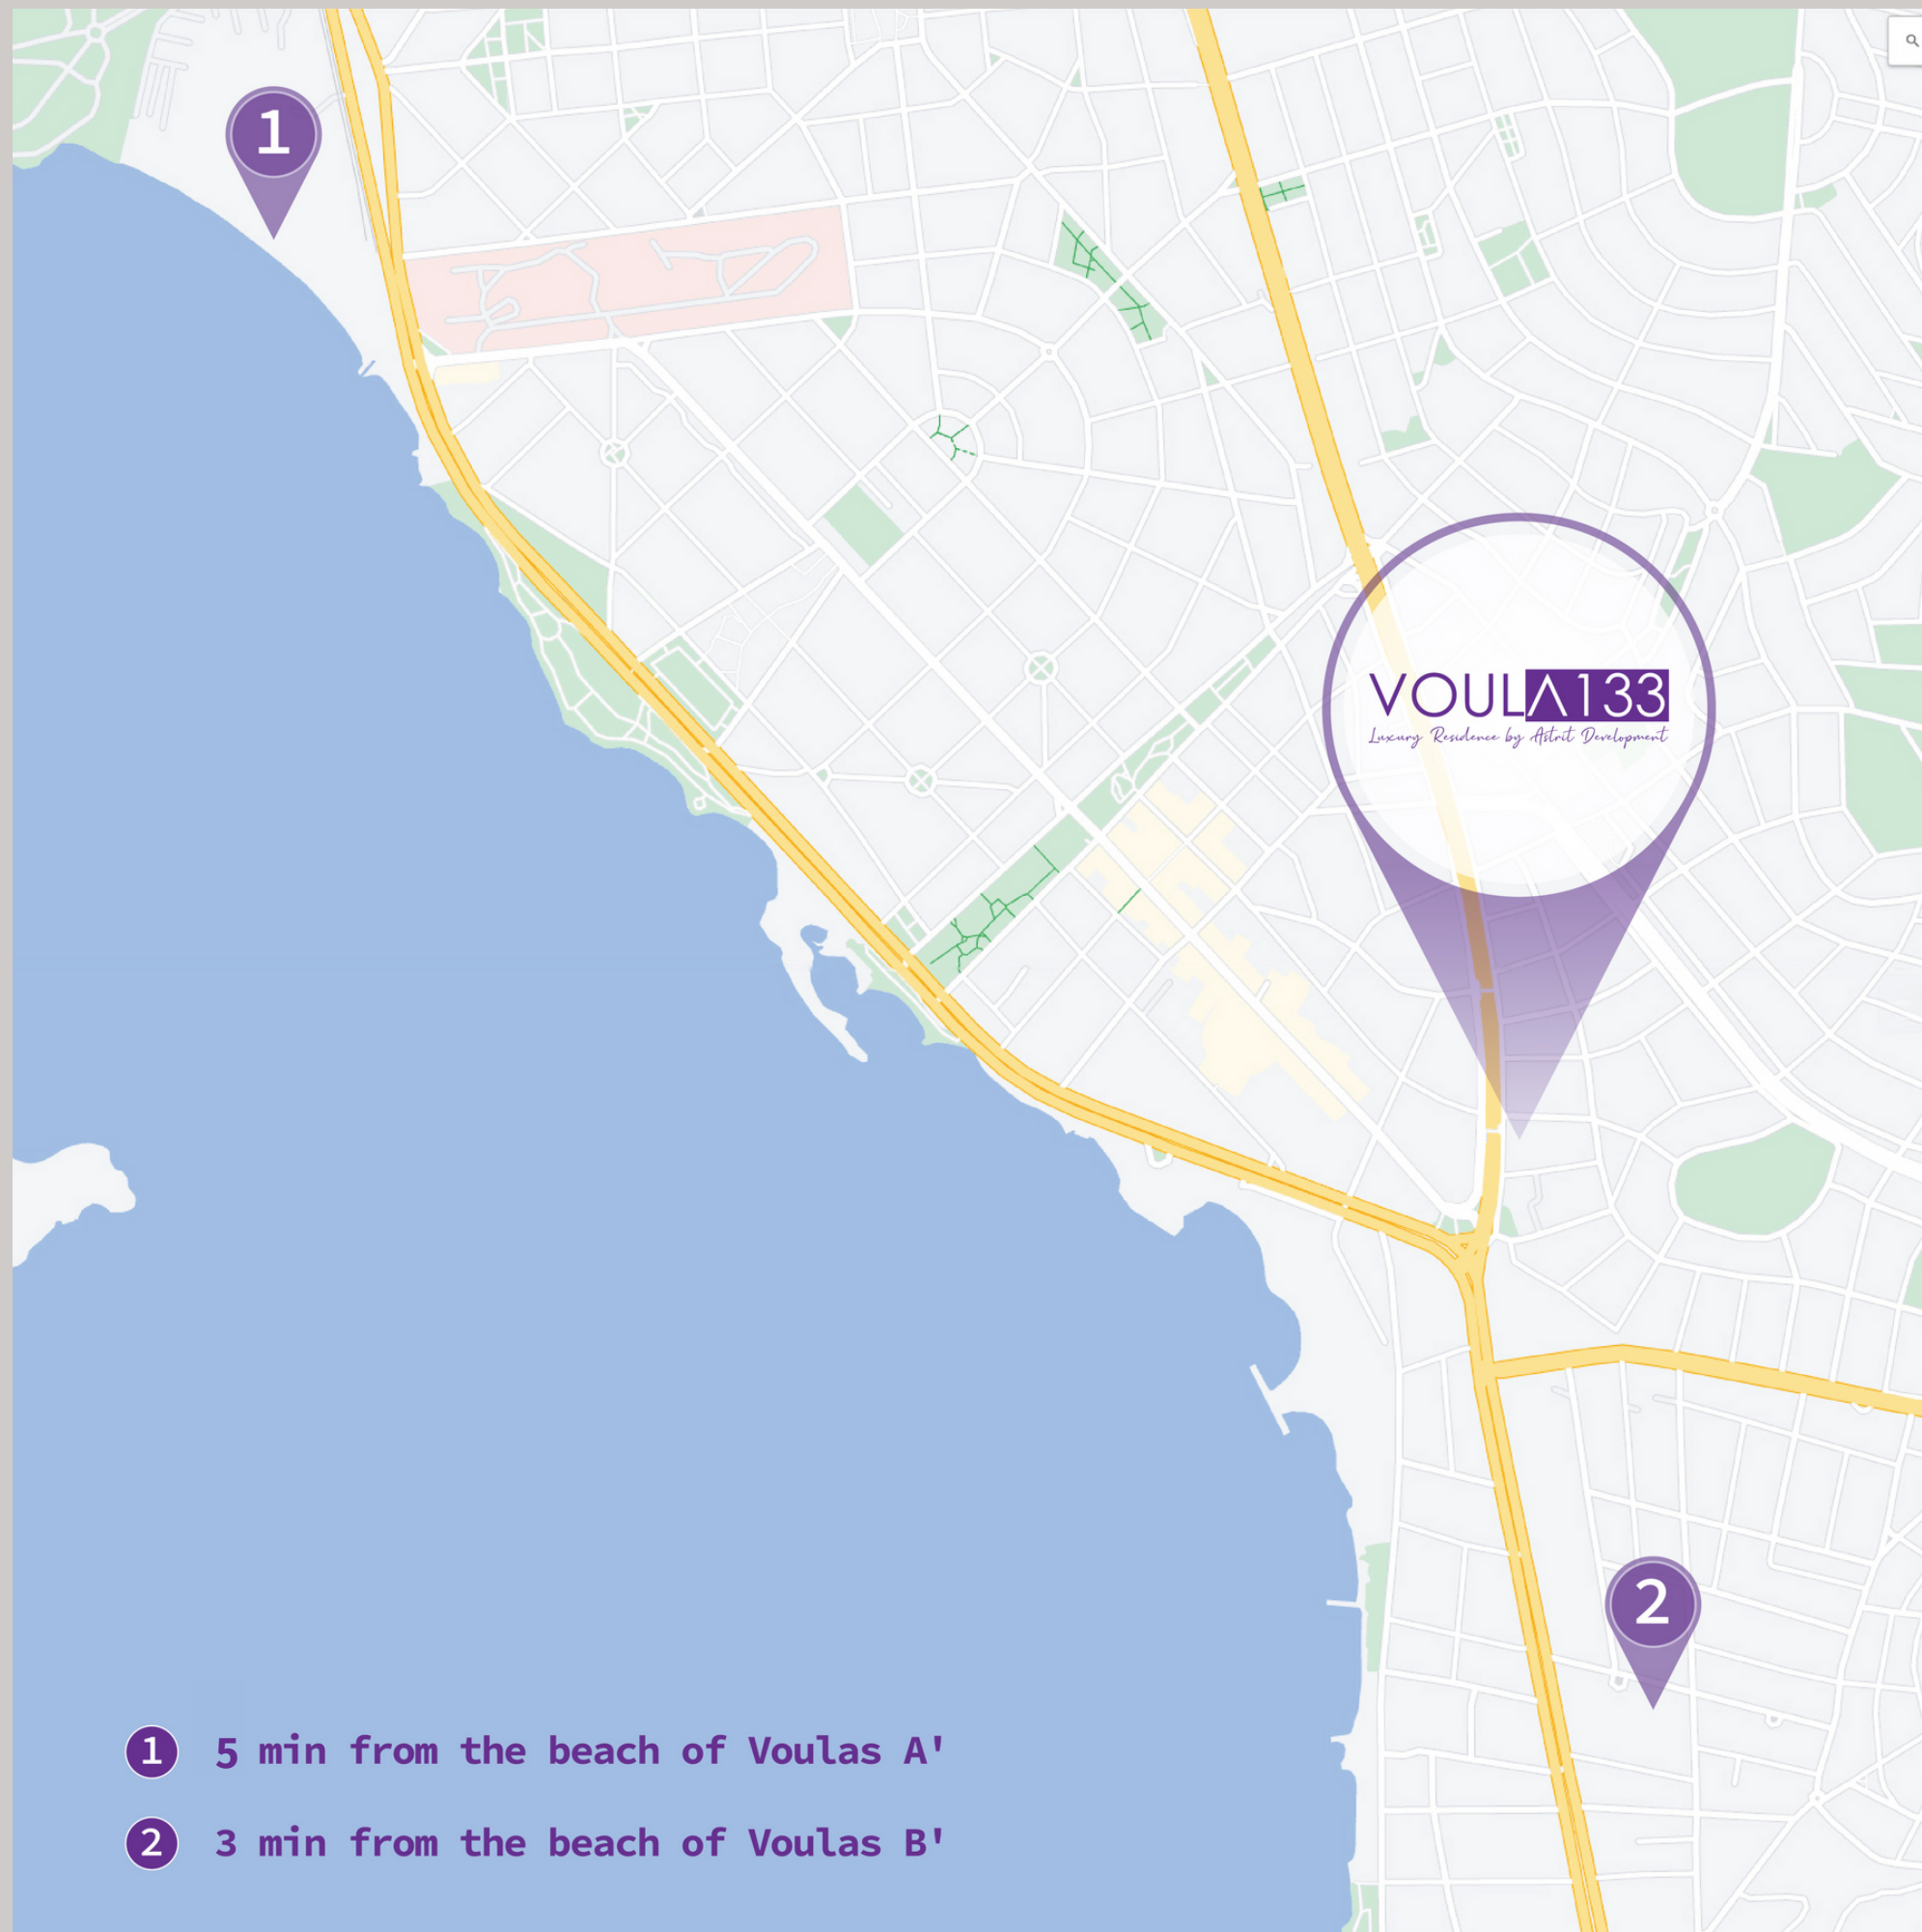 1
VOULA133
Luxury Residence by Astrit Development
2
1 5 min from the beach of Voulas A'
2 3 min from the beach of Voulas B'